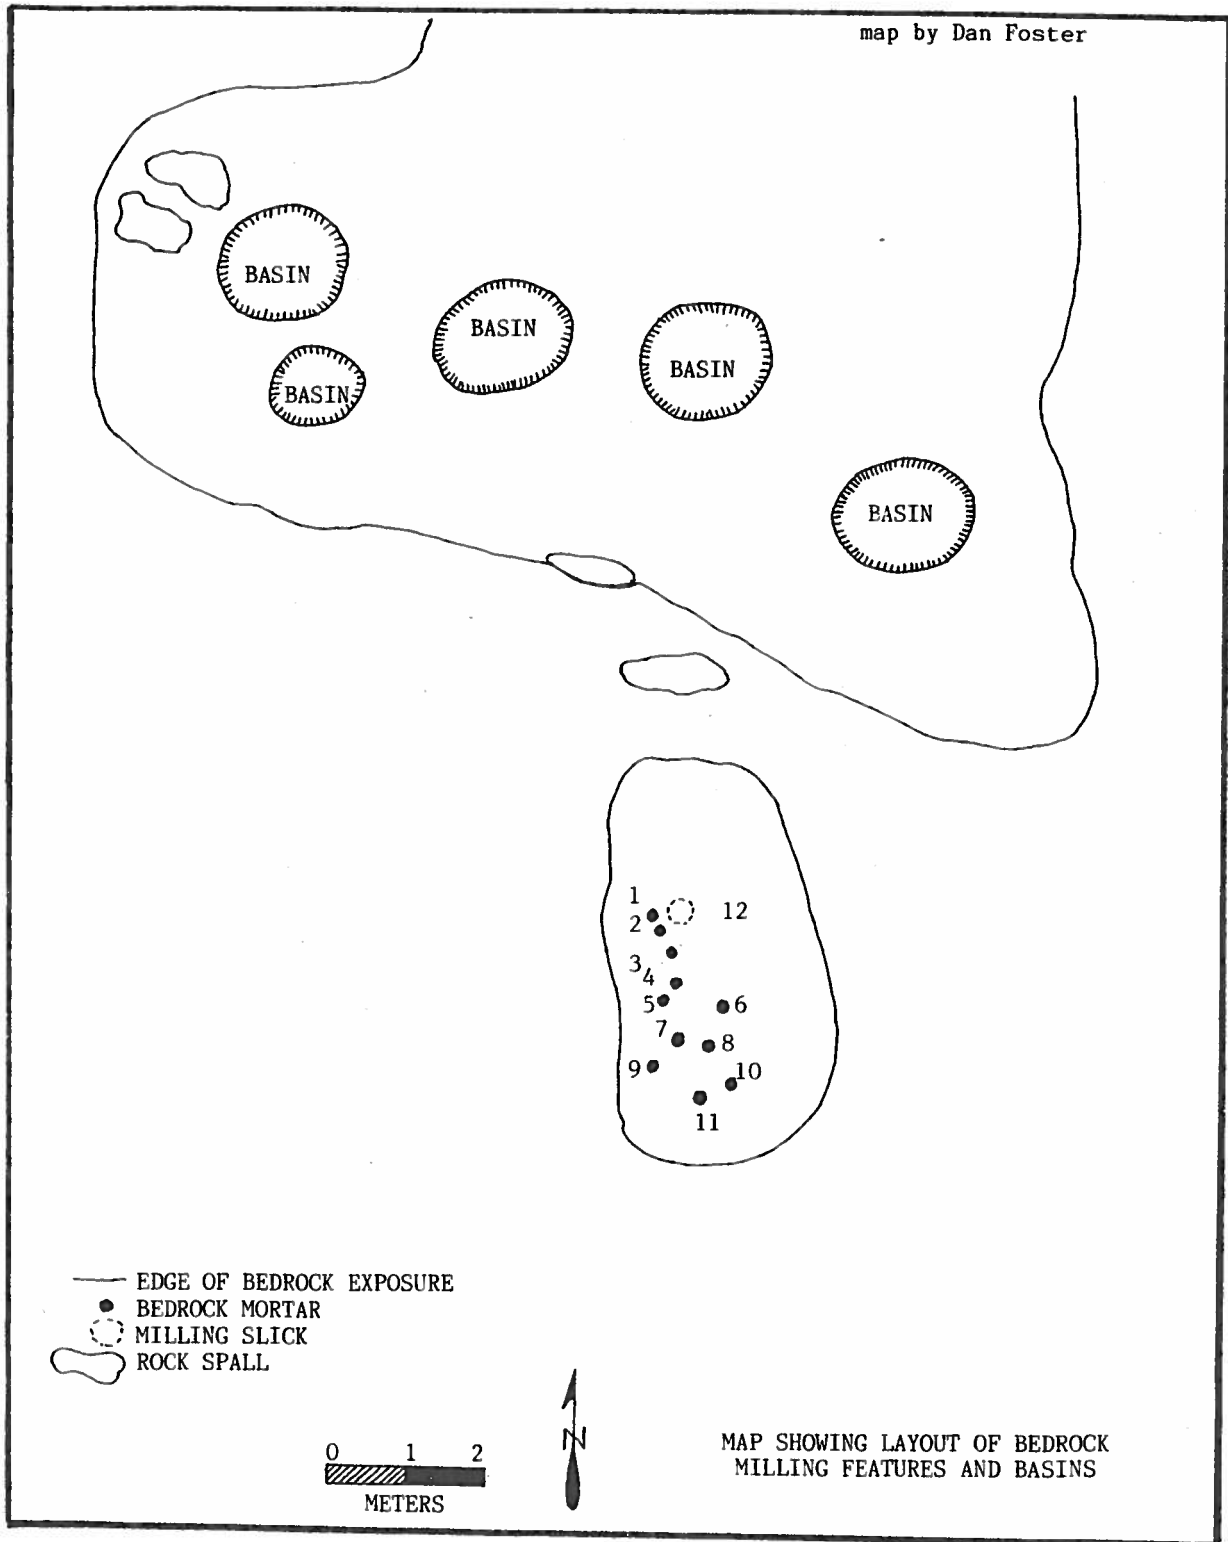 map by Dan Foster
BASIN
BASIN
BASIN
BASIN
BASIN
1
12
2
3
4
5
6
7
8
9
10
11
EDGE OF BEDROCK EXPOSURE
BEDROCK MORTAR
MILLING SLICK
ROCK SPALL
0 1 2
METERS
N
MAP SHOWING LAYOUT OF BEDROCK
MILLING FEATURES AND BASINS